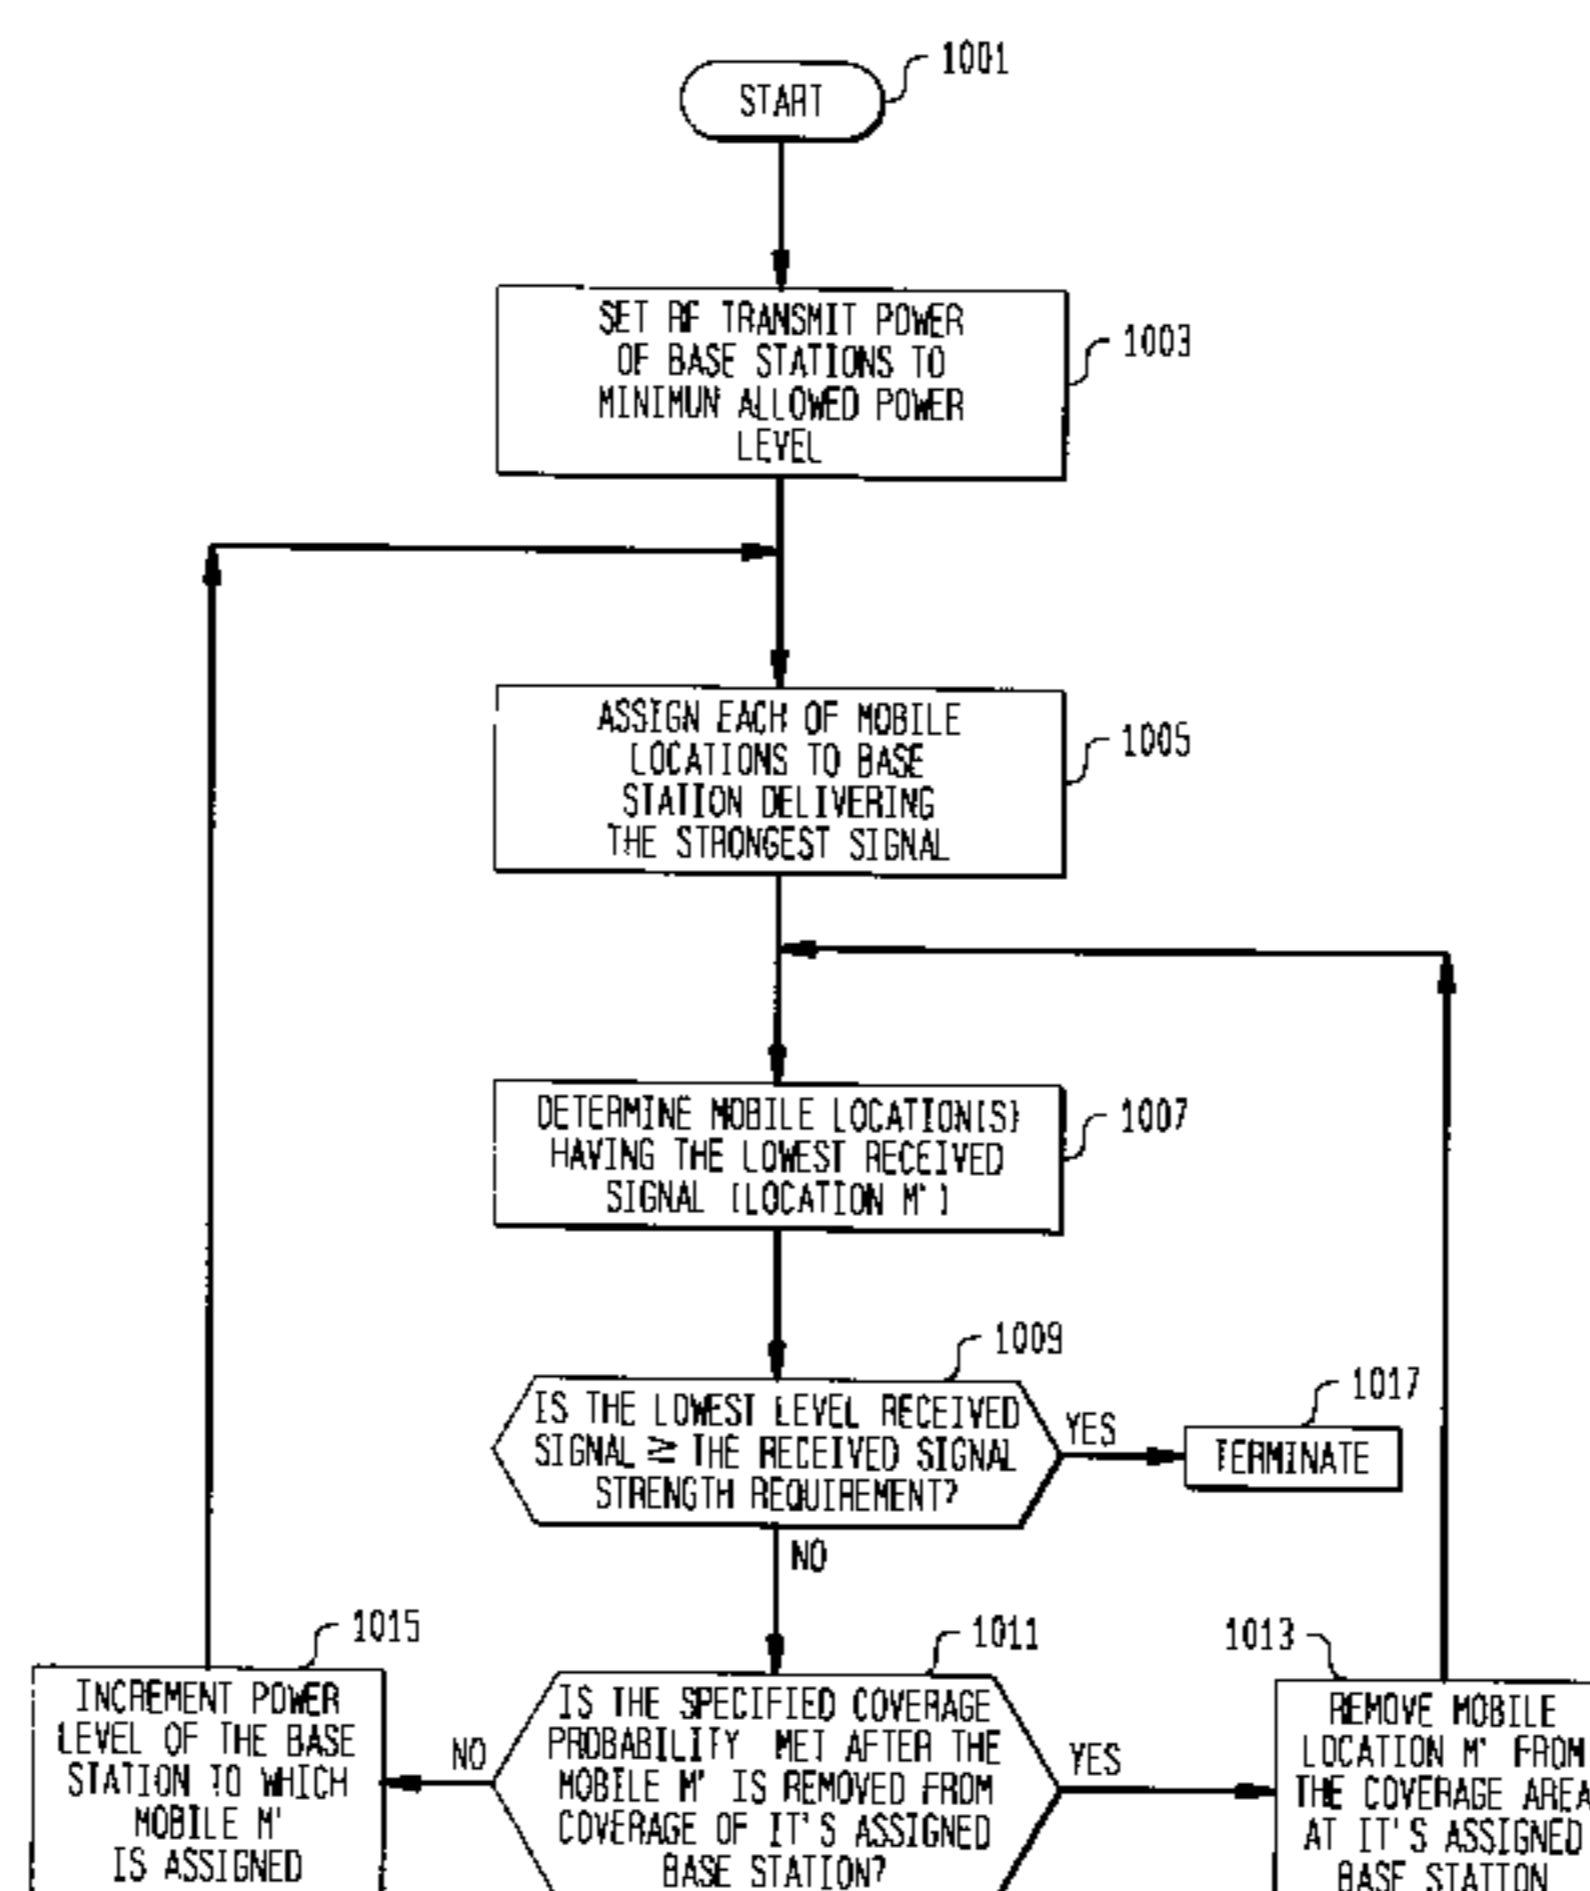 1001
START
SET RF TRANSMIT POWER
OF BASE STATIONS TO
MINIMUN ALLOWED POWER
LEVEL
1003
ASSIGN EACH OF MOBILE
LOCATIONS TO BASE
STATION DELIVERING
THE STRONGEST SIGNAL
1005
DETERMINE MOBILE LOCATION(S)
HAVING THE LOWEST RECEIVED
SIGNAL (LOCATION M')
1007
1009
IS THE LOWEST LEVEL RECEIVED
SIGNAL ≥ THE RECEIVED SIGNAL
STRENGTH REQUIREMENT?
YES
1017
TERMINATE
NO
1015
INCREMENT POWER
LEVEL OF THE BASE
STATION TO WHICH
MOBILE M'
IS ASSIGNED
NO
1011
IS THE SPECIFIED COVERAGE
PROBABILITY MET AFTER THE
MOBILE M' IS REMOVED FROM
COVERAGE OF IT'S ASSIGNED
BASE STATION?
YES
1013
REMOVE MOBILE
LOCATION M' FROM
THE COVERAGE AREA
AT IT'S ASSIGNED
BASE STATION